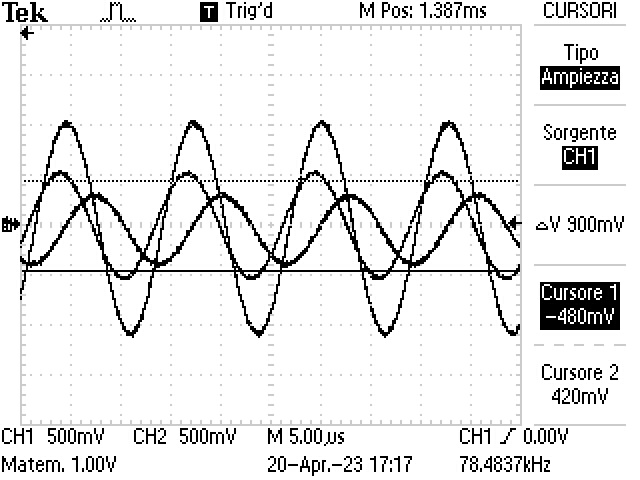 Tek T Trig'd M Pos: 1.387ms CURSORI
Tipo
Ampiezza
Sorgente
CH1
△V 900mV
Cursore 1
-480mV
Cursore 2
420mV
CH1 500mV CH2 500mV M 5.00µs CH1 0.00V
Matem. 1.00V 20-Apr.-23 17:17 78.4837kHz